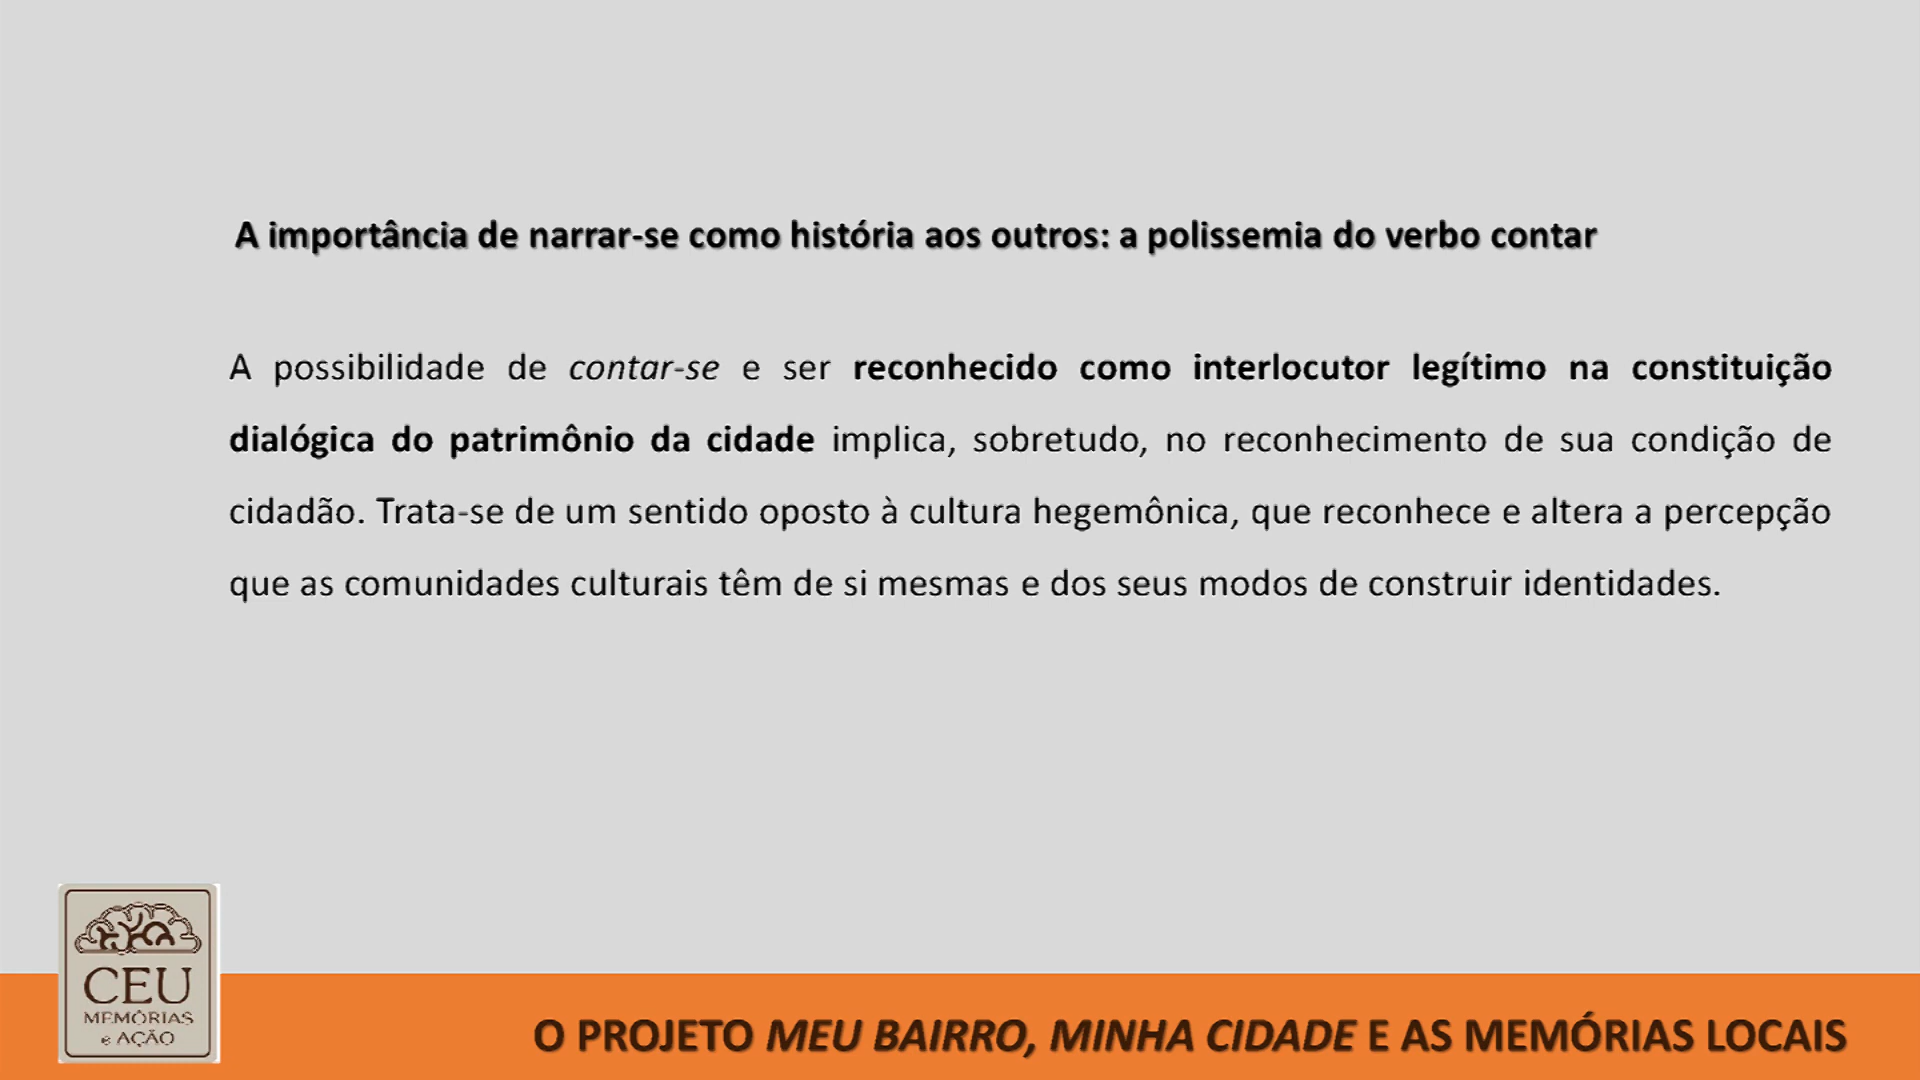 A importância de narrar-se como história aos outros: a polissemia do verbo contar
A possibilidade de contar-se e ser reconhecido como interlocutor legítimo na constituição
dialógica do patrimônio da cidade implica, sobretudo, no reconhecimento de sua condição de
cidadão. Trata-se de um sentido oposto à cultura hegemônica, que reconhece e altera a percepção
que as comunidades culturais têm de si mesmas e dos seus modos de construir identidades.
CEU
MEMÓRIAS
e AÇÃO
O PROJETO MEU BAIRRO, MINHA CIDADE E AS MEMÓRIAS LOCAIS